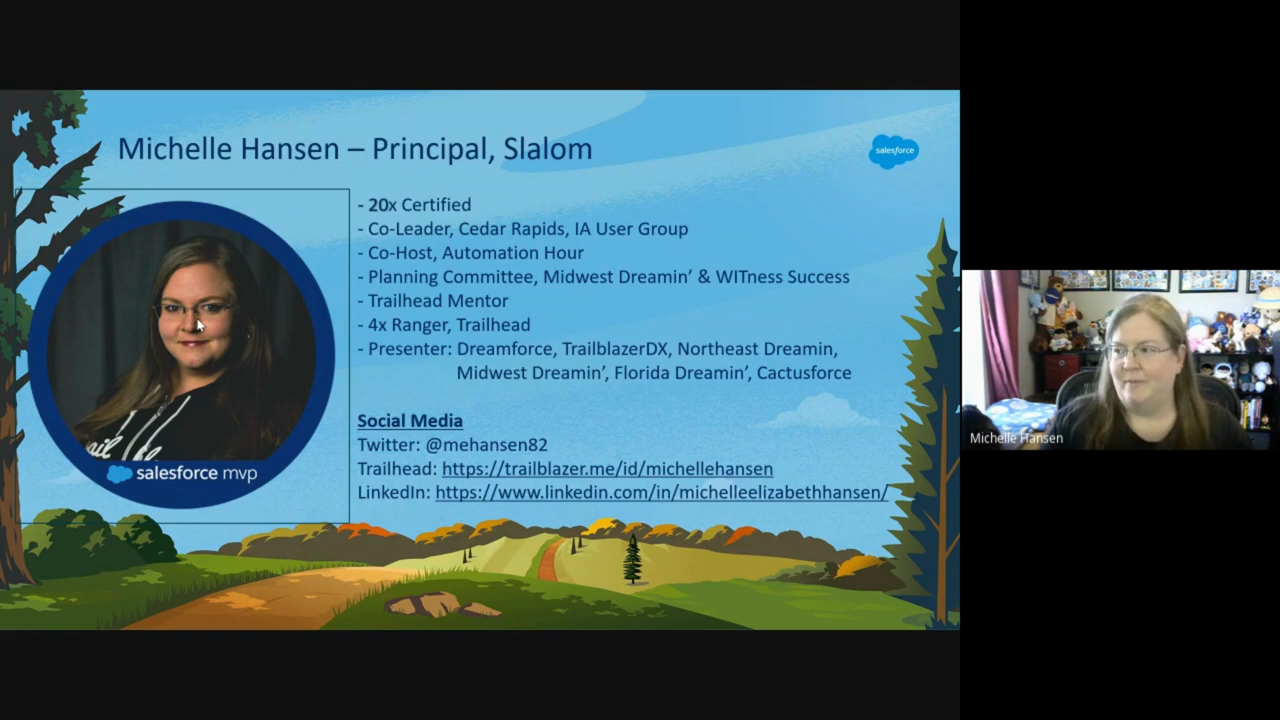 Michelle Hansen – Principal, Slalom
salesforce
- 20x Certified
- Co-Leader, Cedar Rapids, IA User Group
- Co-Host, Automation Hour
- Planning Committee, Midwest Dreamin’ & WITness Success
- Trailhead Mentor
- 4x Ranger, Trailhead
- Presenter: Dreamforce, TrailblazerDX, Northeast Dreamin,
Midwest Dreamin’, Florida Dreamin’, Cactusforce
Social Media
Twitter: @mehansen82
Trailhead: https://trailblazer.me/id/michellehansen
LinkedIn: https://www.linkedin.com/in/michelleelizabethhansen/
salesforce mvp
Michelle Hansen